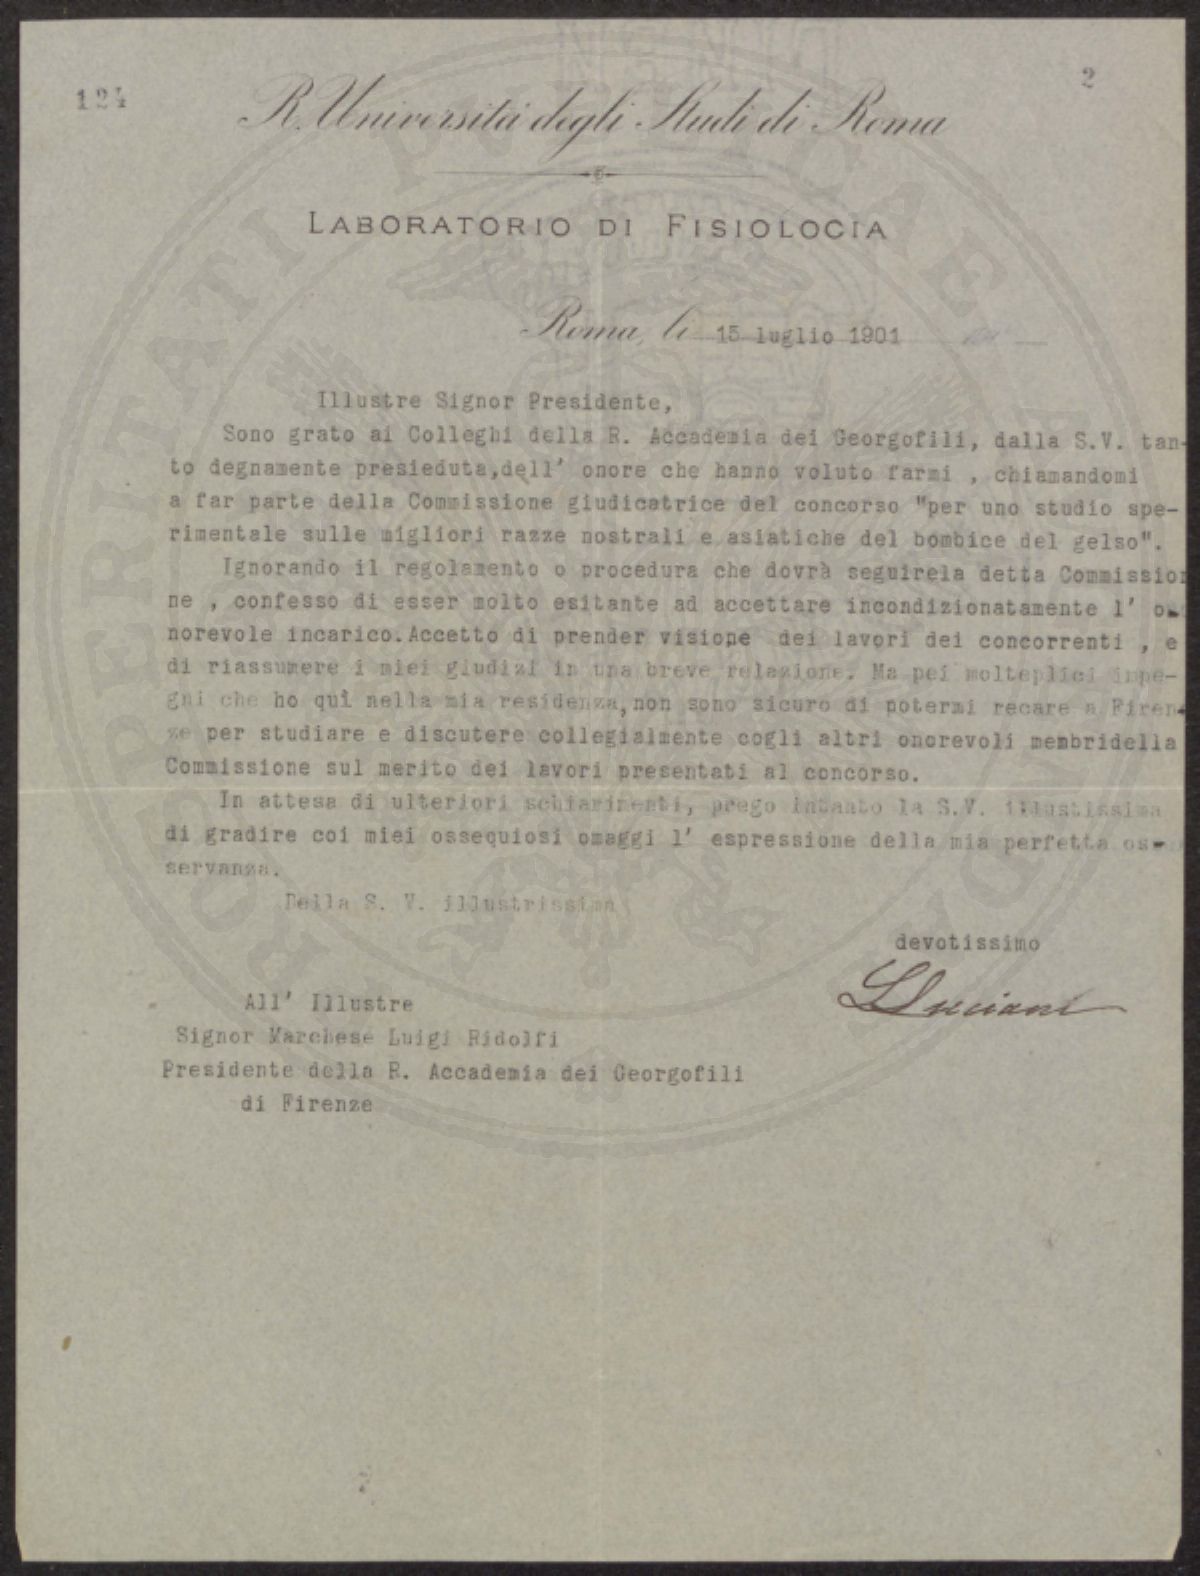 124
2
R. Università degli Studi di Roma
LABORATORIO DI FISIOLOGIA
Roma, li 15 luglio 1901
Illustre Signor Presidente,
Sono grato ai Colleghi della R. Accademia dei Georgofili, dalla S.V. tan-
to degnamente presieduta,dell' onore che hanno voluto farmi , chiamandomi
a far parte della Commissione giudicatrice del concorso "per uno studio spe-
rimentale sulle migliori razze nostrali e asiatiche del bombice del gelso".
Ignorando il regolamento o procedura che dovrà seguirela detta Commission
ne , confesso di esser molto esitante ad accettare incondizionatamente l' o-
norevole incarico.Accetto di prender visione dei lavori dei concorrenti , e
di riassumere i miei giudizi in una breve relazione. Ma pei molteplici impe-
gni che ho quì nella mia residenza,non sono sicuro di potermi recare a Firen-
ze per studiare e discutere collegialmente cogli altri onorevoli membridella
Commissione sul merito dei lavori presentati al concorso.
In attesa di ulteriori schiarimenti, prego intanto la S.V. illustissima
di gradire coi miei ossequiosi omaggi l' espressione della mia perfetta os-
servanza.
Della S. V. illustrissima
devotissimo
L Luciani
All' Illustre
Signor Marchese Luigi Ridolfi
Presidente della R. Accademia dei Georgofili
di Firenze